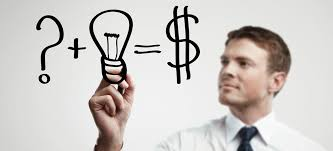 ? + = $